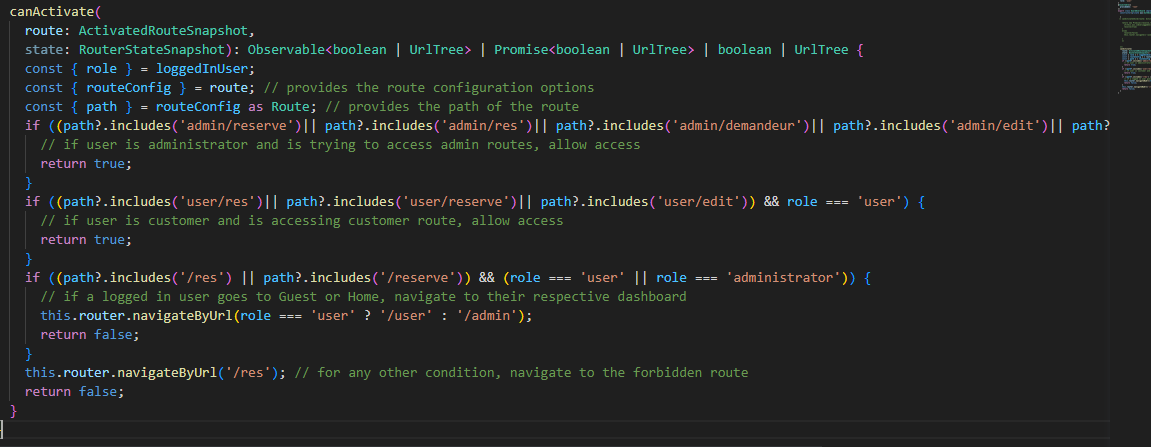 canActivate(
route: ActivatedRouteSnapshot,
state: RouterStateSnapshot): Observable<boolean | UrlTree> | Promise<boolean | UrlTree> | boolean | UrlTree {
const { role } = loggedInUser;
const { routeConfig } = route; // provides the route configuration options
const { path } = routeConfig as Route; // provides the path of the route
if ((path?.includes('admin/reserve')|| path?.includes('admin/res')|| path?.includes('admin/demandeur')|| path?.includes('admin/edit')|| path?
// if user is administrator and is trying to access admin routes, allow access
return true;
}
if ((path?.includes('user/res')|| path?.includes('user/reserve')|| path?.includes('user/edit')) && role === 'user') {
// if user is customer and is accessing customer route, allow access
return true;
}
if ((path?.includes('/res') || path?.includes('/reserve')) && (role === 'user' || role === 'administrator')) {
// if a logged in user goes to Guest or Home, navigate to their respective dashboard
this.router.navigateByUrl(role === 'user' ? '/user' : '/admin');
return false;
}
this.router.navigateByUrl('/res'); // for any other condition, navigate to the forbidden route
return false;
}